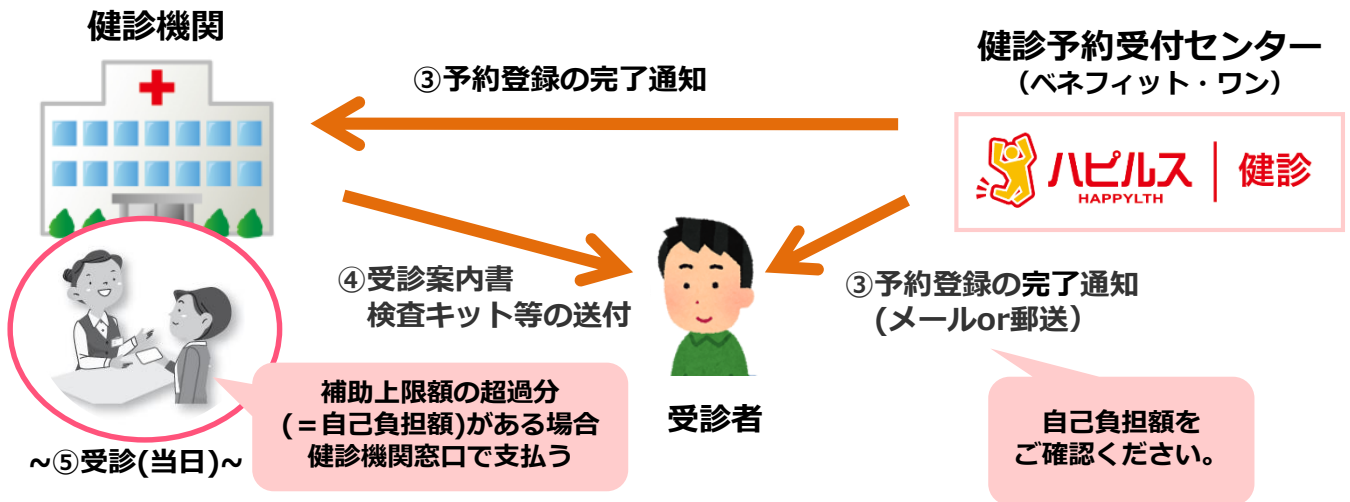 健診機関
③予約登録の完了通知
健診予約受付センター
（ベネフィット・ワン）
ハピルス | 健診
HAPPYLTH
④受診案内書
検査キット等の送付
③予約登録の完了通知
(メールor郵送）
補助上限額の超過分
(＝自己負担額)がある場合
健診機関窓口で支払う
受診者
自己負担額を
ご確認ください。
~⑤受診(当日)~